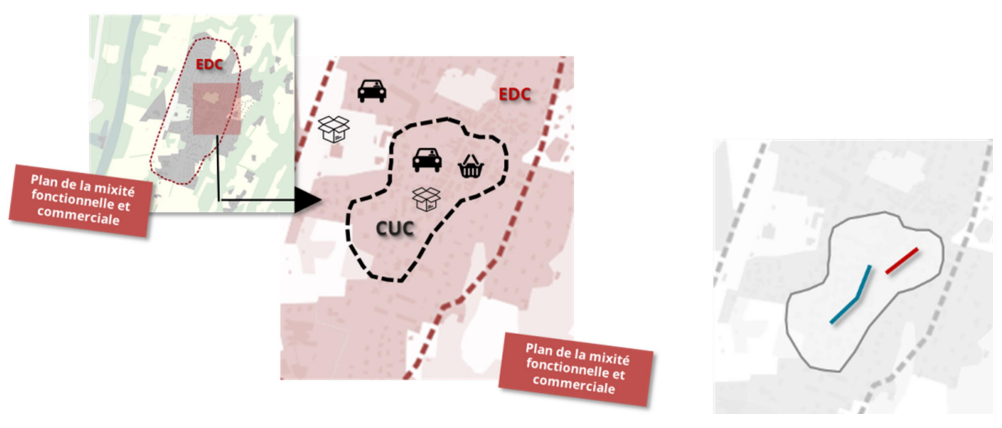 EDC
Plan de la mixité
fonctionnelle et
commerciale
EDC
CUC
Plan de la mixité
fonctionnelle et
commerciale